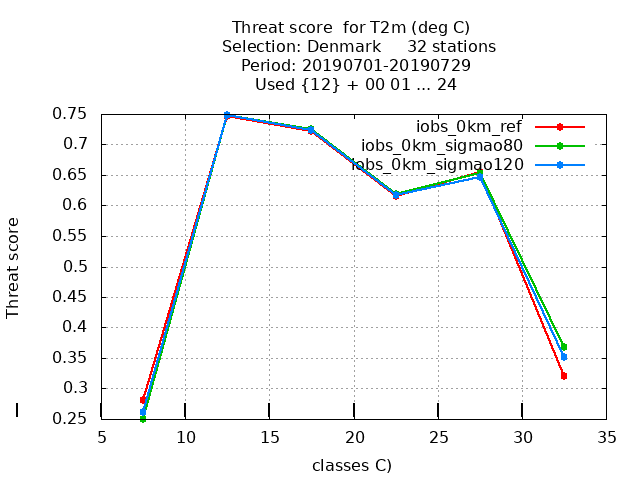 Threat score  for T2m (deg C)
Selection: Denmark     32 stations
Period: 20190701-20190729
Used {12} + 00 01 ... 24
iobs_0km_ref
iobs_0km_sigmao80
iobs_0km_sigmao120
0.75
0.7
0.65
0.6
0.55
0.5
0.45
0.4
0.35
0.3
0.25
Threat score
5 10 15 20 25 30 35
classes C)